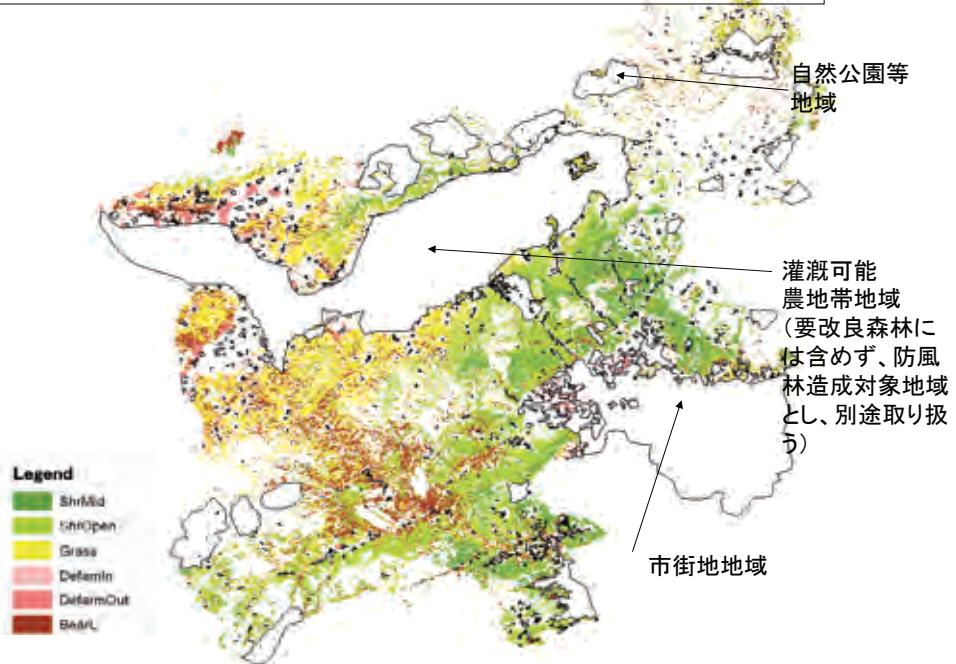 自然公園等
地域
灌漑可能
農地帯地域
(要改良森林に
は含めず、防風
林造成対象地域
とし、別途取り扱
う)
市街地地域
Legend
ShrMid
ShrOpen
Grass
DefamIn
DefarmOut
BearL